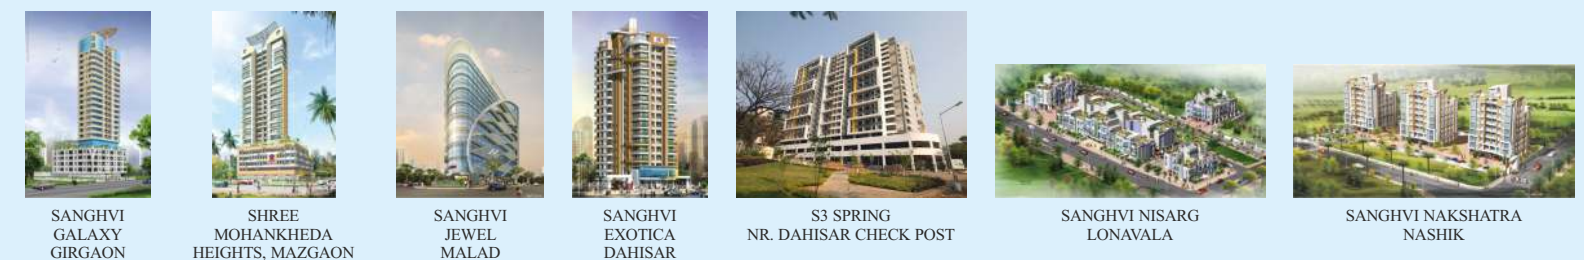 SANGHVI
GALAXY
GIRGAON
SHREE
MOHANKHEDA
HEIGHTS, MAZGAON
SANGHVI
JEWEL
MALAD
SANGHVI
EXOTICA
DAHISAR
S3 SPRING
NR. DAHISAR CHECK POST
SANGHVI NISARG
LONAVALA
SANGHVI NAKSHATRA
NASHIK